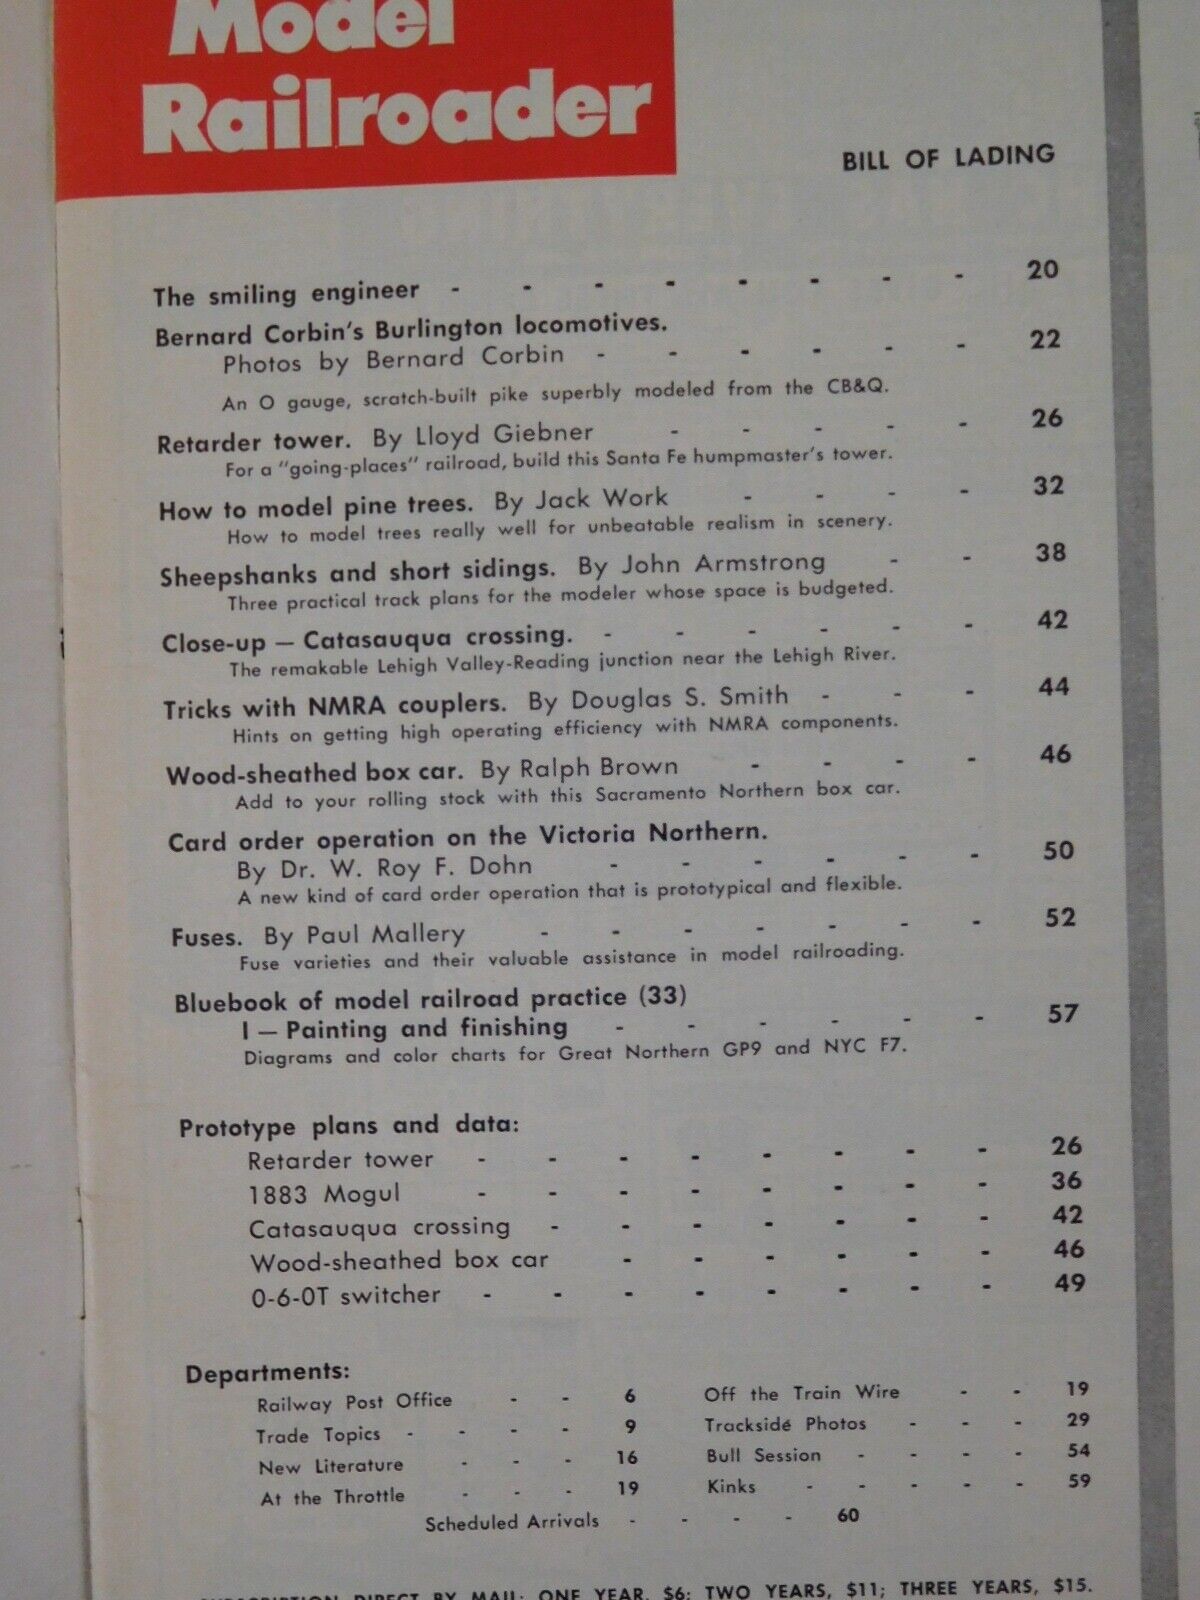 Model
Railroader
BILL OF LADING
The smiling engineer - - - - - - - - 20
Bernard Corbin's Burlington locomotives.
Photos by Bernard Corbin - - - - - - 22
An O gauge, scratch-built pike superbly modeled from the CB&Q.
Retarder tower. By Lloyd Giebner - - - - - 26
For a "going-places" railroad, build this Santa Fe humpmaster's tower.
How to model pine trees. By Jack Work - - - - 32
How to model trees really well for unbeatable realism in scenery.
Sheepshanks and short sidings. By John Armstrong - - 38
Three practical track plans for the modeler whose space is budgeted.
Close-up — Catasauqua crossing. - - - - - - 42
The remakable Lehigh Valley-Reading junction near the Lehigh River.
Tricks with NMRA couplers. By Douglas S. Smith - - - 44
Hints on getting high operating efficiency with NMRA components.
Wood-sheathed box car. By Ralph Brown - - - - 46
Add to your rolling stock with this Sacramento Northern box car.
Card order operation on the Victoria Northern.
By Dr. W. Roy F. Dohn - - - - - - 50
A new kind of card order operation that is prototypical and flexible.
Fuses. By Paul Mallery - - - - - - - 52
Fuse varieties and their valuable assistance in model railroading.
Bluebook of model railroad practice (33)
I — Painting and finishing - - - - - - 57
Diagrams and color charts for Great Northern GP9 and NYC F7.
Prototype plans and data:
Retarder tower - - - - - - - - 26
1883 Mogul - - - - - - - - 36
Catasauqua crossing - - - - - - - 42
Wood-sheathed box car - - - - - - 46
0-6-0T switcher - - - - - - - - 49
Departments:
Railway Post Office - - 6
Trade Topics - - - - 9
New Literature - - - 16
At the Throttle - - - 19
Off the Train Wire - - 19
Trackside Photos - - - 29
Bull Session - - - - 54
Kinks - - - - - 59
Scheduled Arrivals - - - - 60
DIRECT BY MAIL: ONE YEAR, $6; TWO YEARS, $11; THREE YEARS, $15.